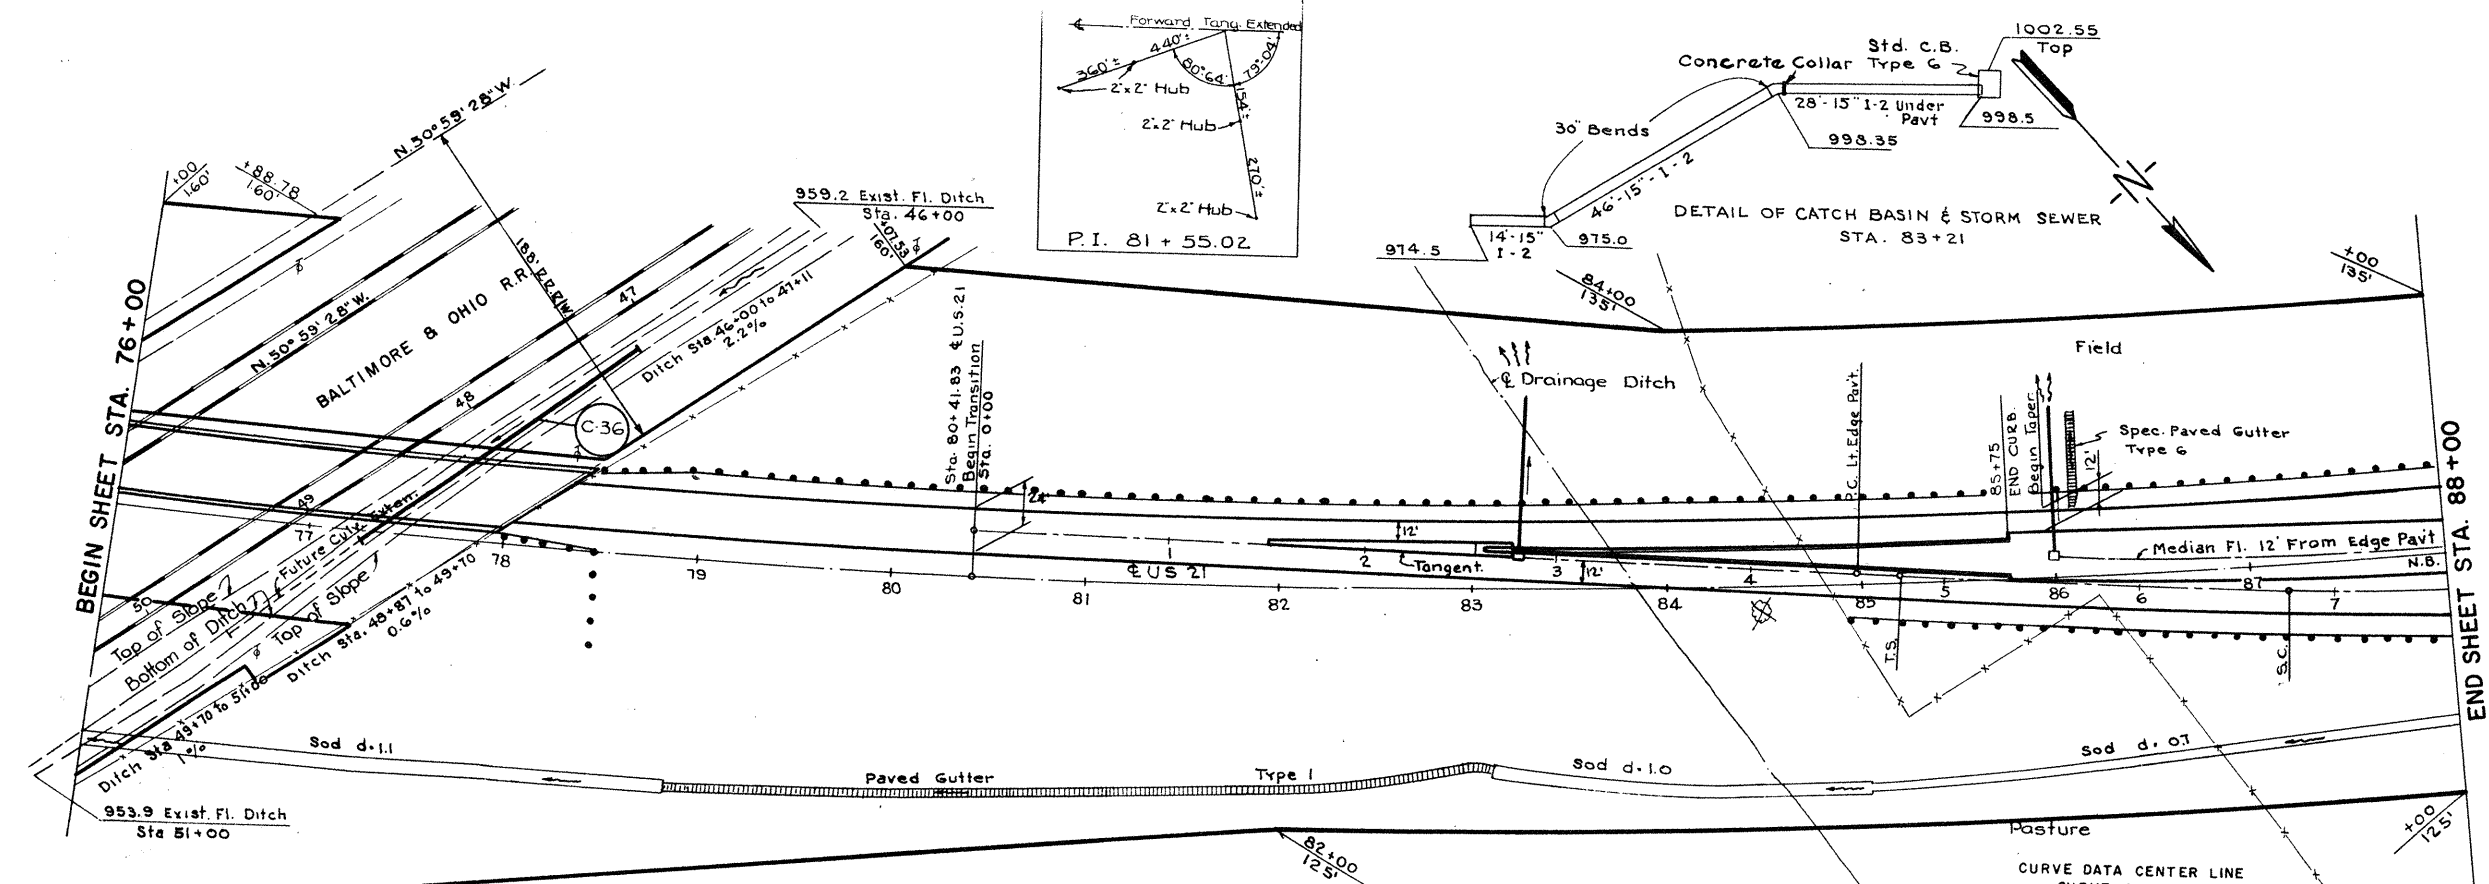 Forward Tang. Extended
440'±
360'±
80°64'
79°-04'
154'±
270'±
2"x2" Hub
2"x2" Hub
2"x2" Hub
P.I. 81 + 55.02
1002.55
Top
Std. C.B.
Type 6
Concrete Collar
28'-15" I-2 Under
Pavt
998.5
998.35
30° Bends
46'-15"-I-2
14'-15"
I-2
975.0
974.5
DETAIL OF CATCH BASIN & STORM SEWER
STA. 83+21
N
BEGIN SHEET STA. 76+00
+00
160'
+88.78
160'
N.50°59'28"W.
N.50°59'28"W.
BALTIMORE & OHIO R.R.
188' R.R.R/W
959.2 Exist. Fl. Ditch
Sta. 46+00
+07.53
160'
Ditch Sta. 46+00 to 47+11
2.2%
47
48
49
50
C-36
Future Culv. Exten.
Top of Slope
Bottom of Ditch
Top of Slope
Ditch Sta. 48+87 to 49+70
0.6%
Ditch Sta 49+70 to 51+00
1%
953.9 Exist. Fl. Ditch
Sta 51+00
Sta. 80+41.83 ℄ U.S.21
Begin Transition
Sta. 0+00
24'
12'
12'
12'
Tangent
℄ US 21
77
78
79
80
81
82
83
84
85
86
87
1
2
3
4
5
6
7
84+00
135'
+00
135'
Field
℄ Drainage Ditch
P.C. Lt. Edge Pavt.
85+75
END CURB.
Begin Taper
Spec. Paved Gutter
Type 6
Median Fl. 12' From Edge Pav't
N.B.
T.S.
S.C.
END SHEET STA. 88+00
Sod d=1.1
Paved Gutter
Type 1
Sod d=1.0
Sod d=0.7
82+00
125'
Pasture
+00
125'
CURVE DATA CENTER LINE